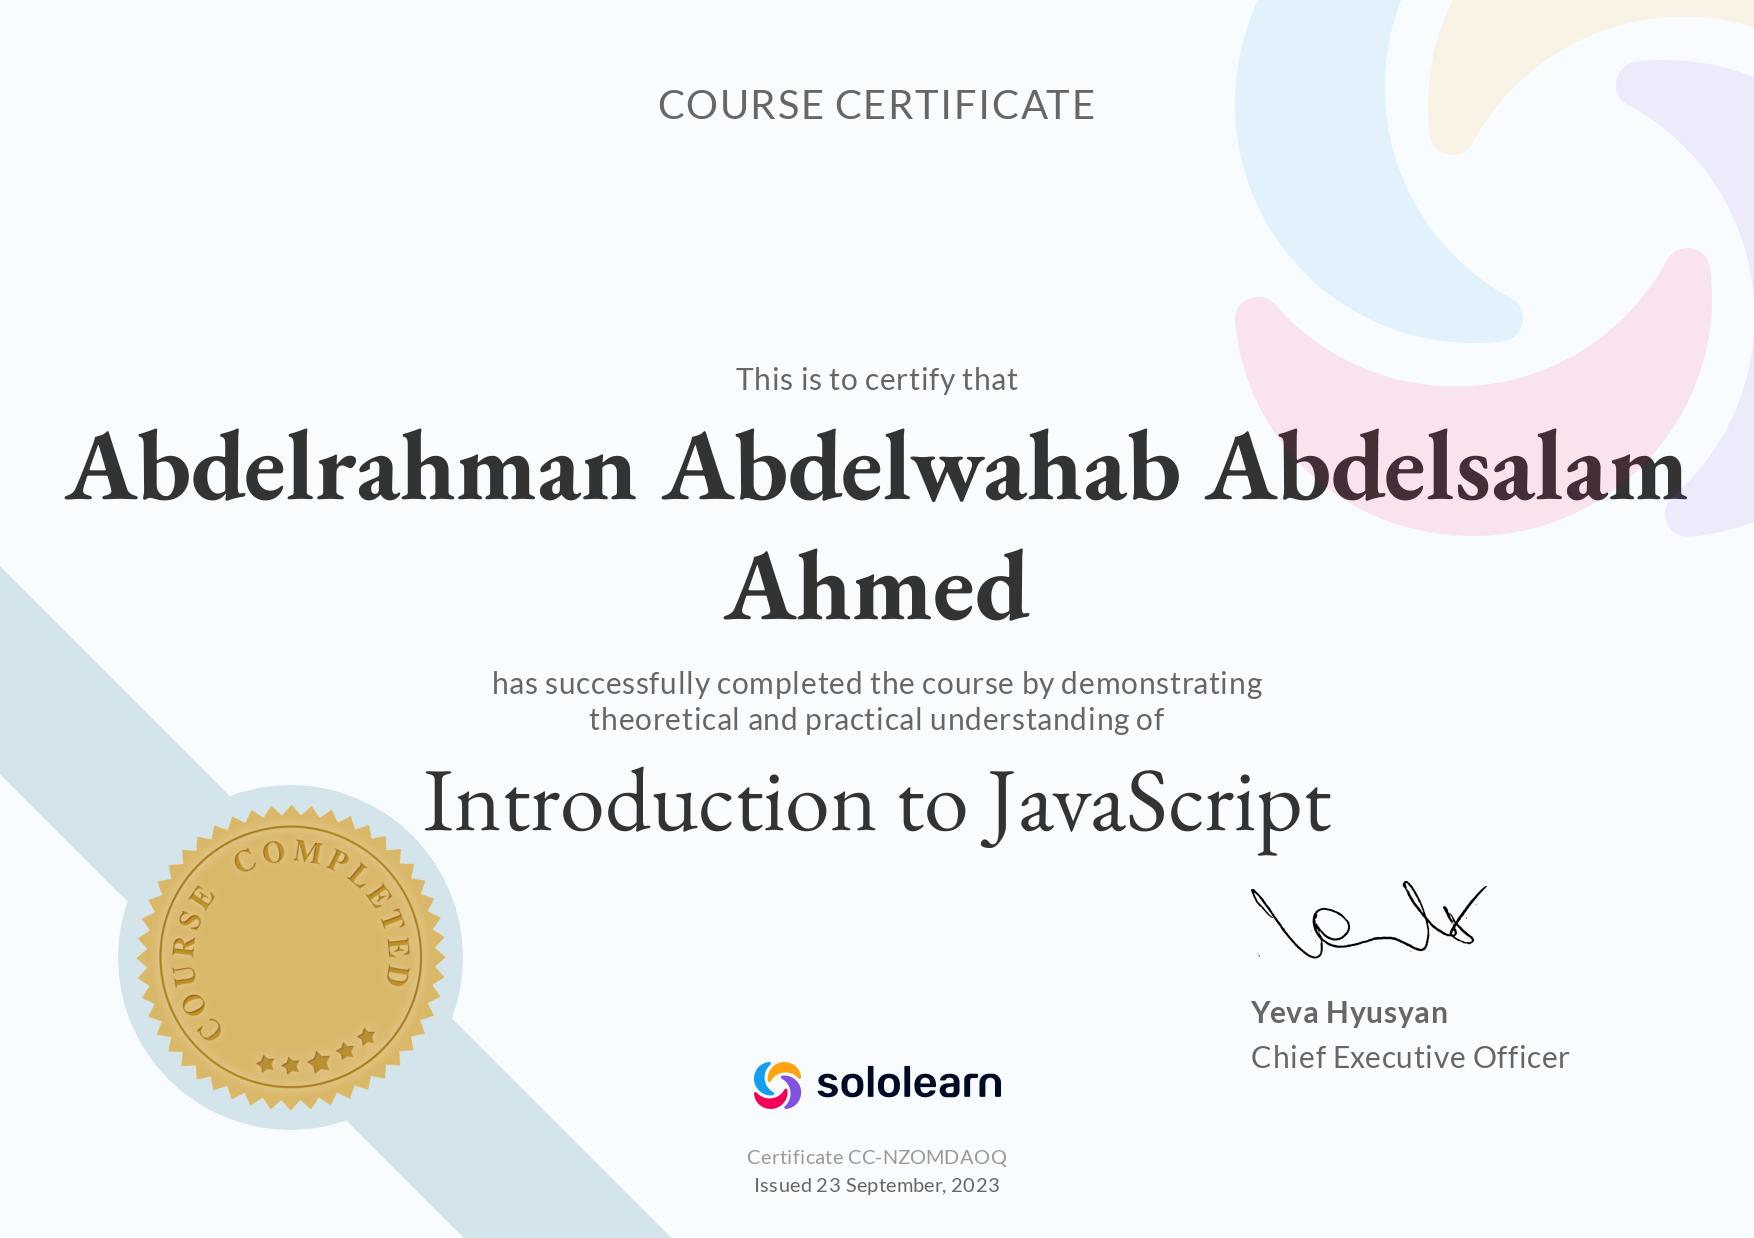 COURSE CERTIFICATE
This is to certify that
Abdelrahman Abdelwahab Abdelsalam
Ahmed
has successfully completed the course by demonstrating
theoretical and practical understanding of
Introduction to JavaScript
COURSE COMPLETED
Yeva Hyusyan
Chief Executive Officer
sololearn
Certificate CC-NZOMDAOQ
Issued 23 September, 2023